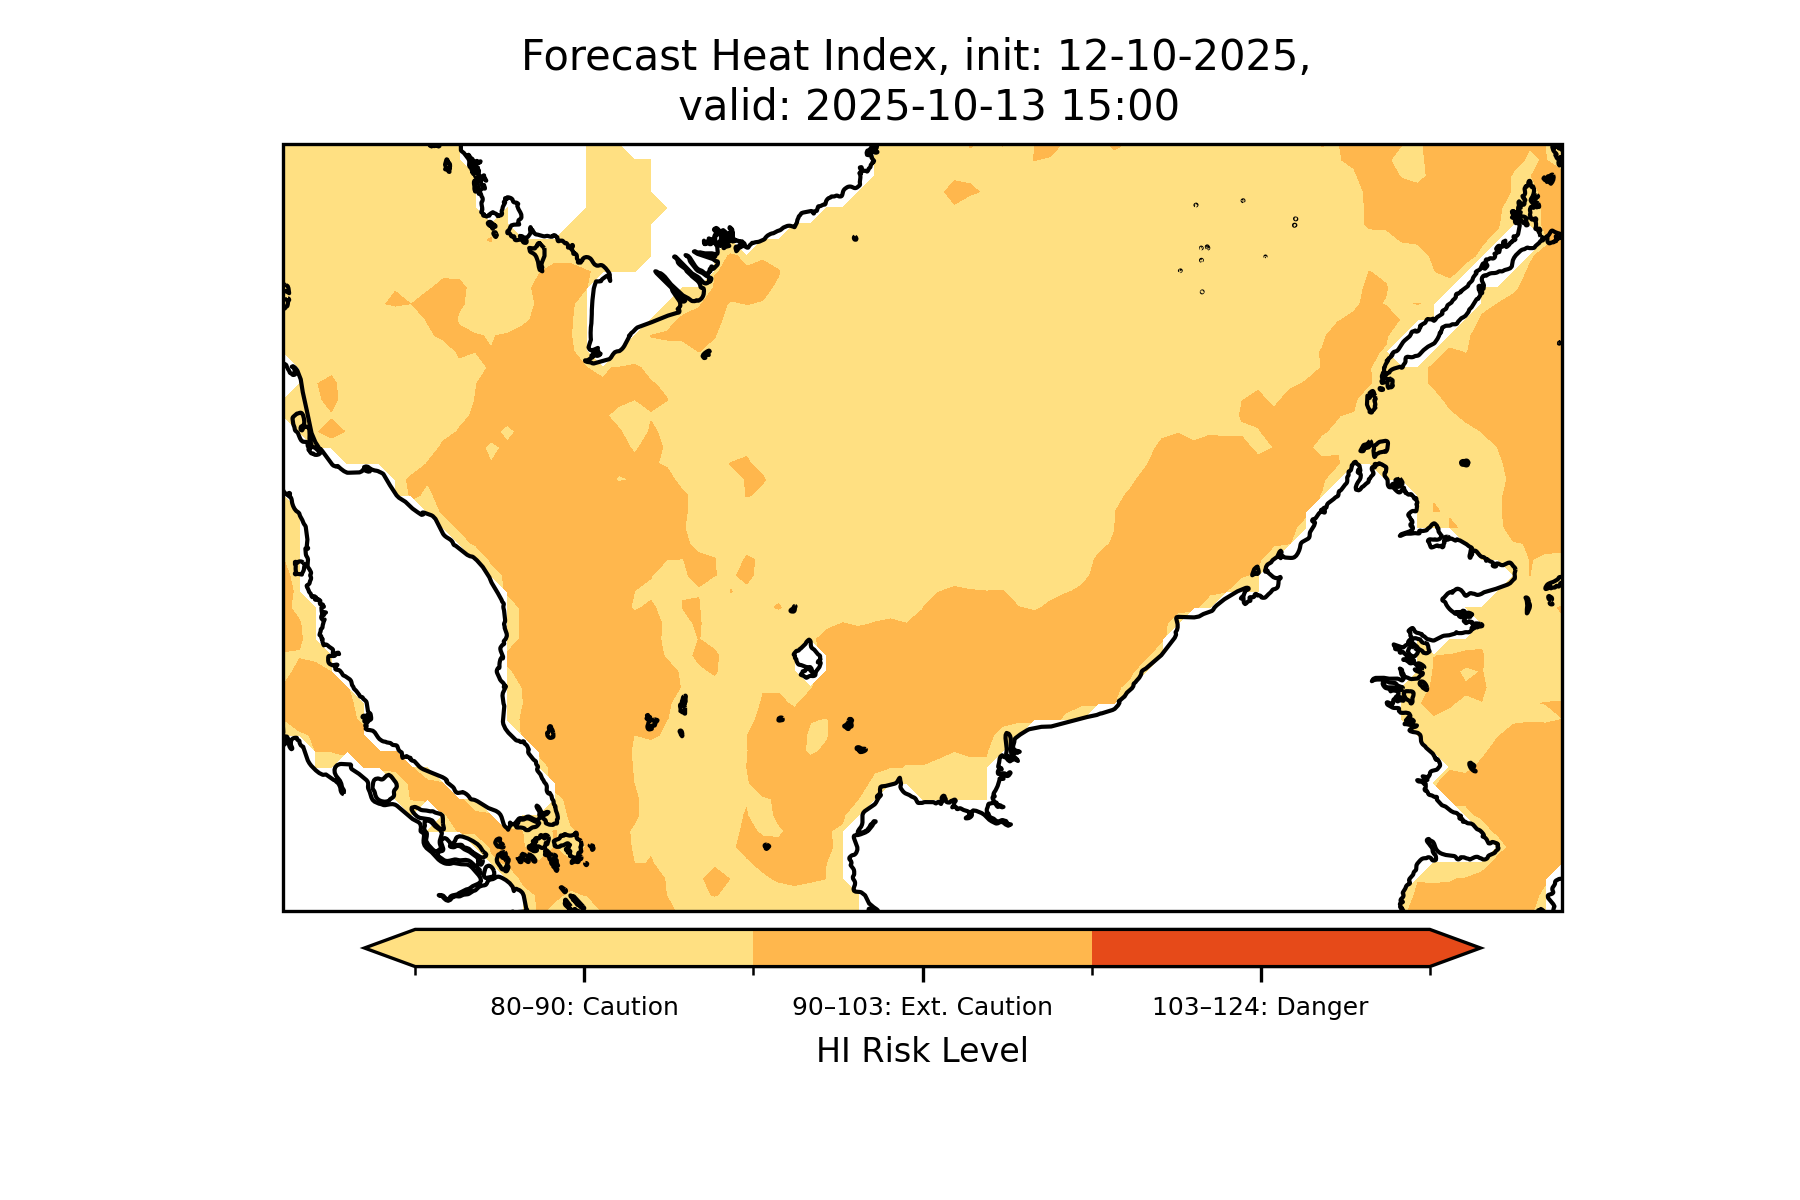 Forecast Heat Index, init: 12-10-2025,
valid: 2025-10-13 15:00
80–90: Caution
90–103: Ext. Caution
103–124: Danger
HI Risk Level